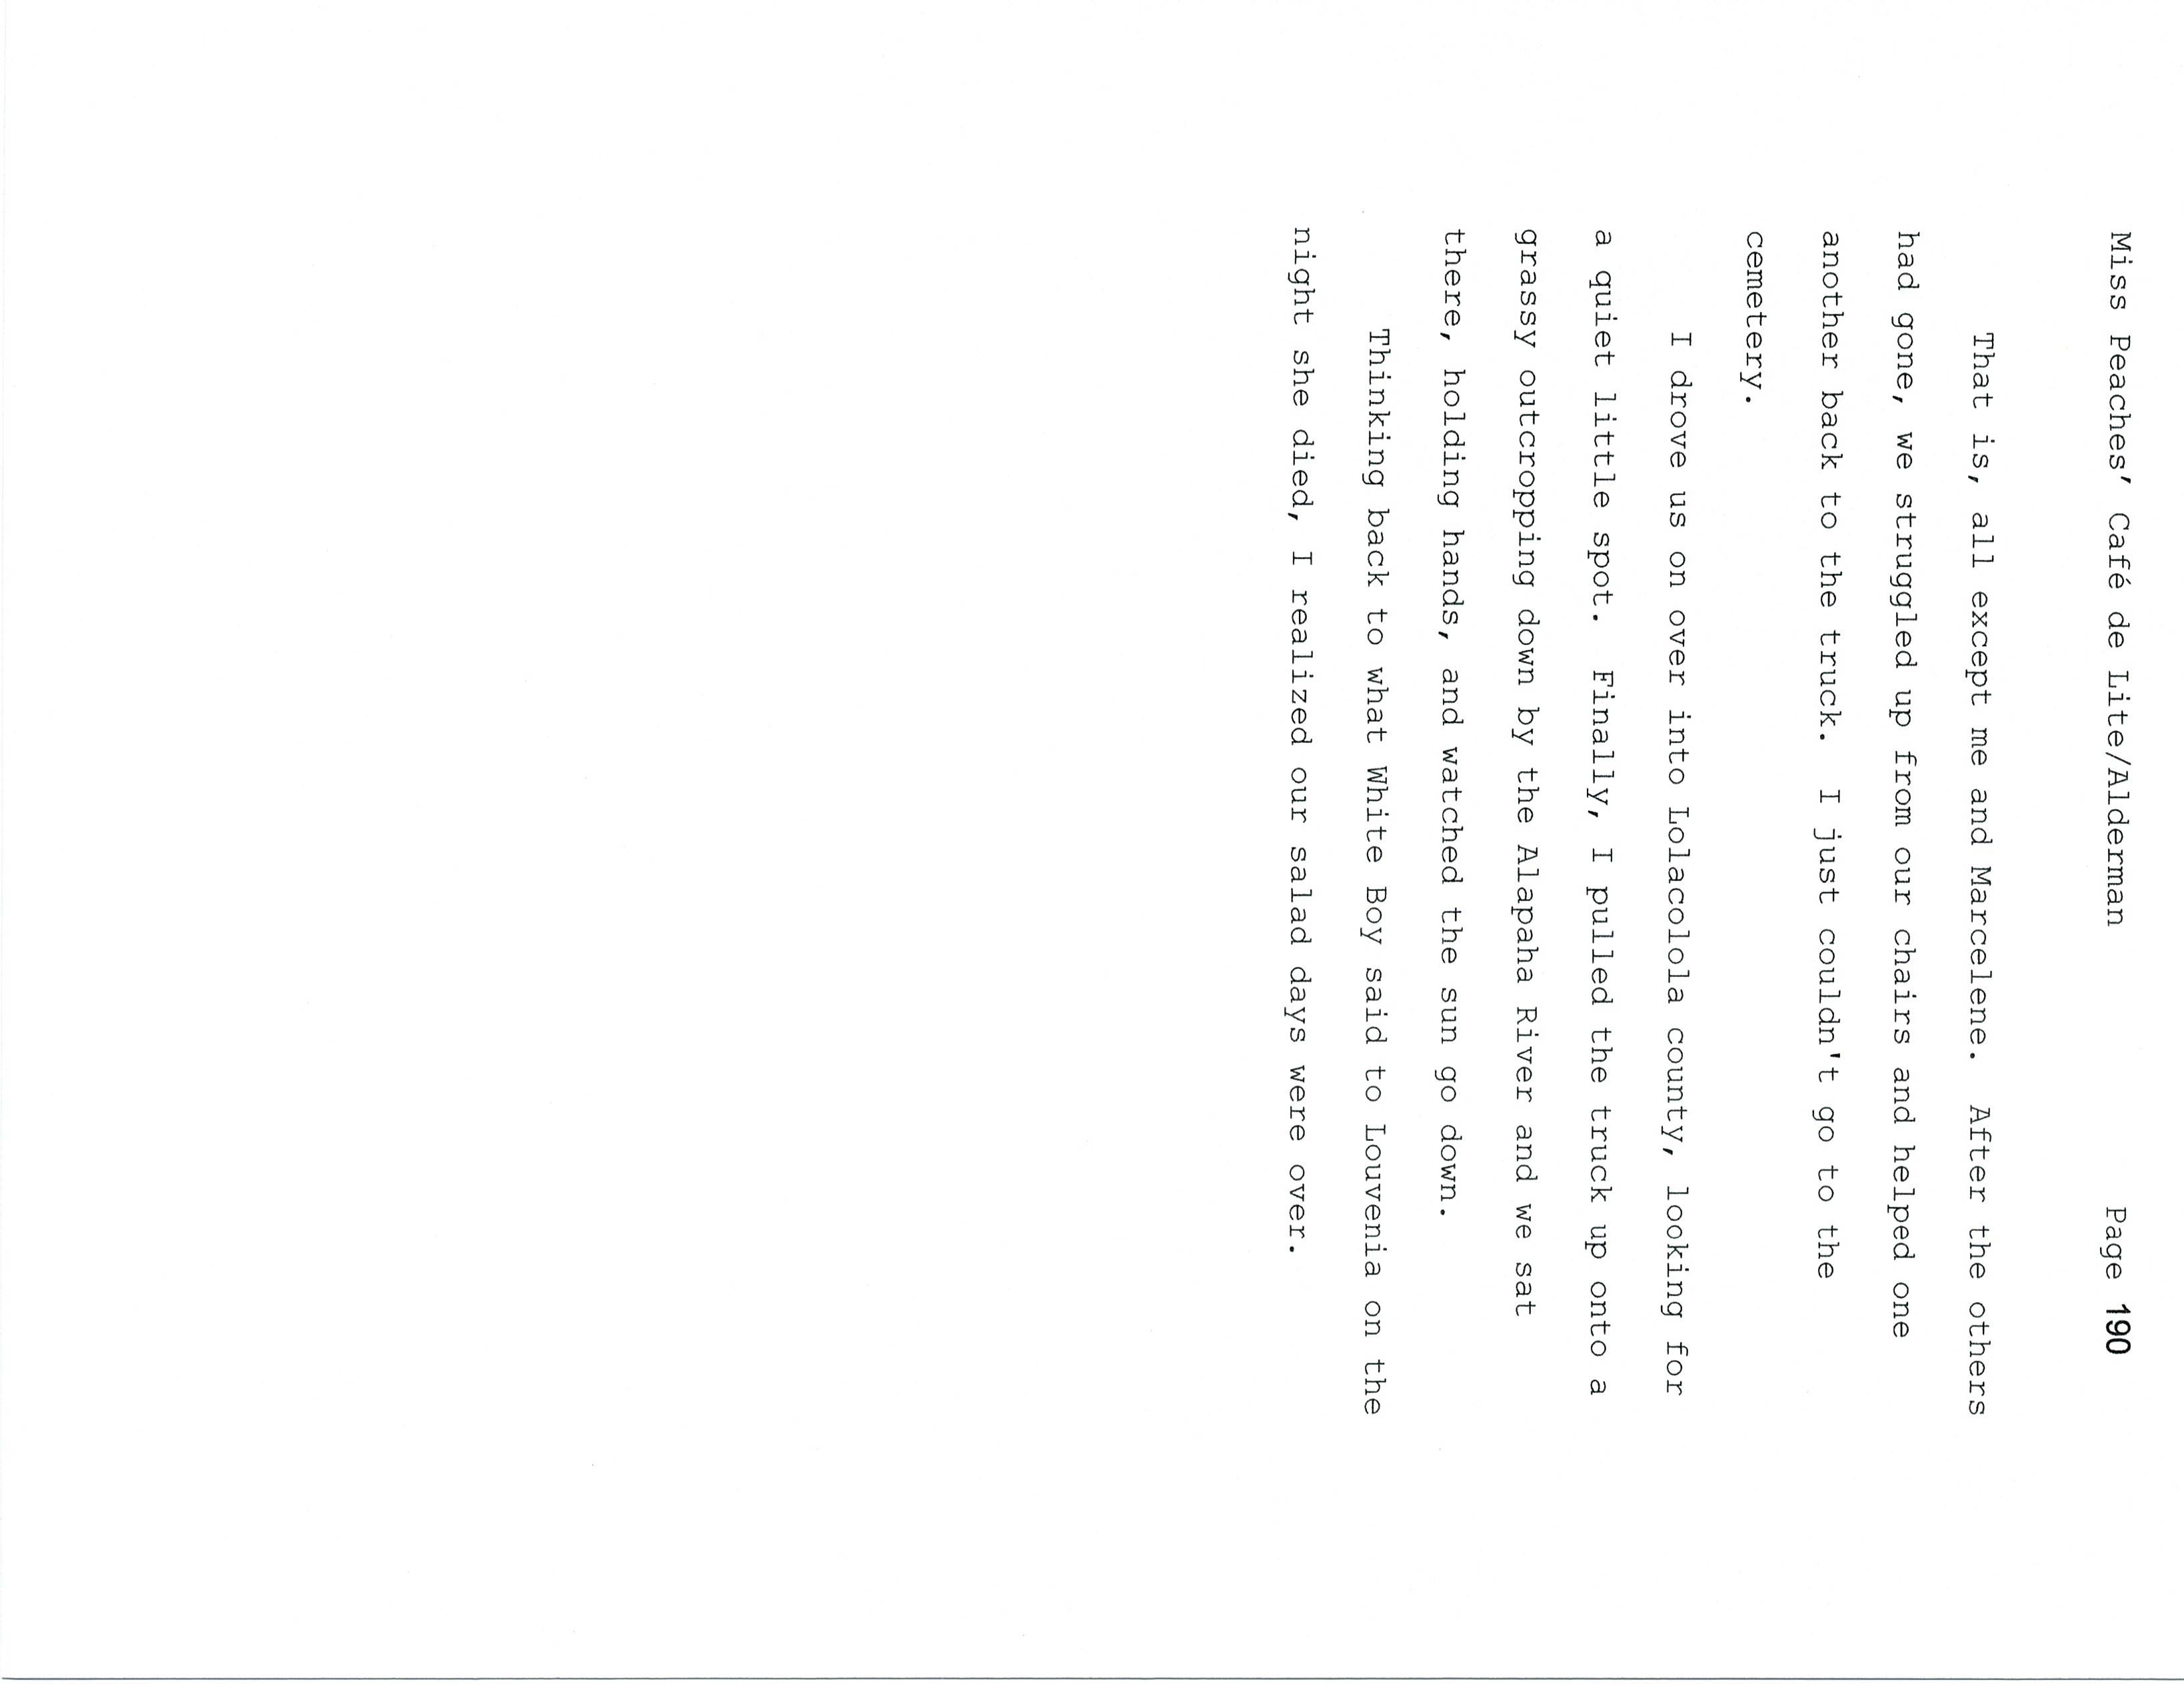 Miss Peaches’ Café de Lite/Alderman Page 190
That is, all except me and Marcelene.  After the others
had gone, we struggled up from our chairs and helped one
another back to the truck.  I just couldn't go to the
cemetery.
I drove us on over into Lolacolola county, looking for
a quiet little spot.  Finally, I pulled the truck up onto a
grassy outcropping down by the Alapaha River and we sat
there, holding hands, and watched the sun go down.
Thinking back to what White Boy said to Louvenia on the
night she died, I realized our salad days were over.